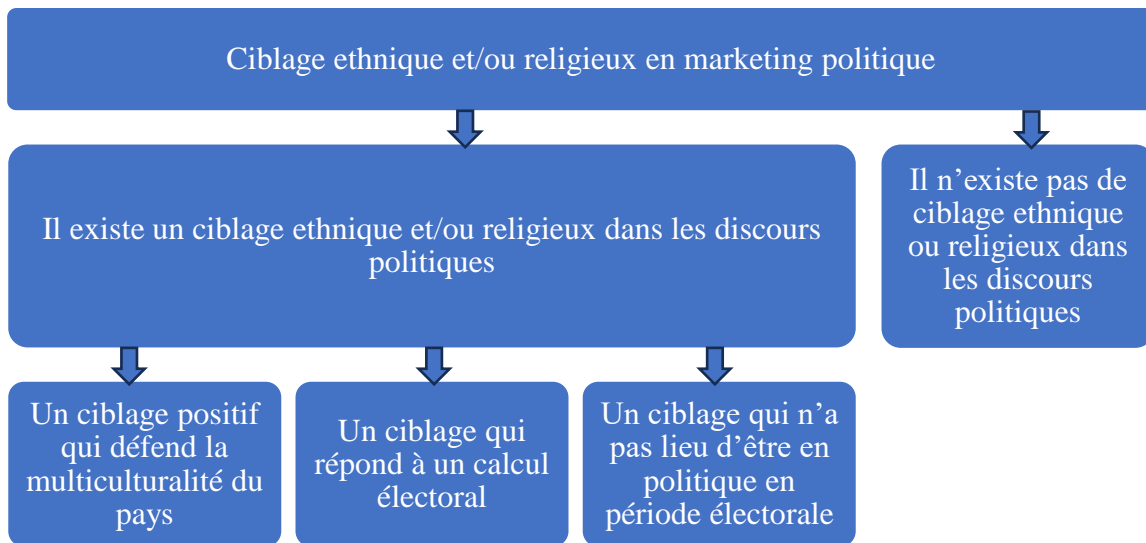 Ciblage ethnique et/ou religieux en marketing politique
Il existe un ciblage ethnique et/ou religieux dans les discours
politiques
Il n’existe pas de
ciblage ethnique
ou religieux dans
les discours
politiques
Un ciblage positif
qui défend la
multiculturalité du
pays
Un ciblage qui
répond à un calcul
électoral
Un ciblage qui n’a
pas lieu d’être en
politique en
période électorale